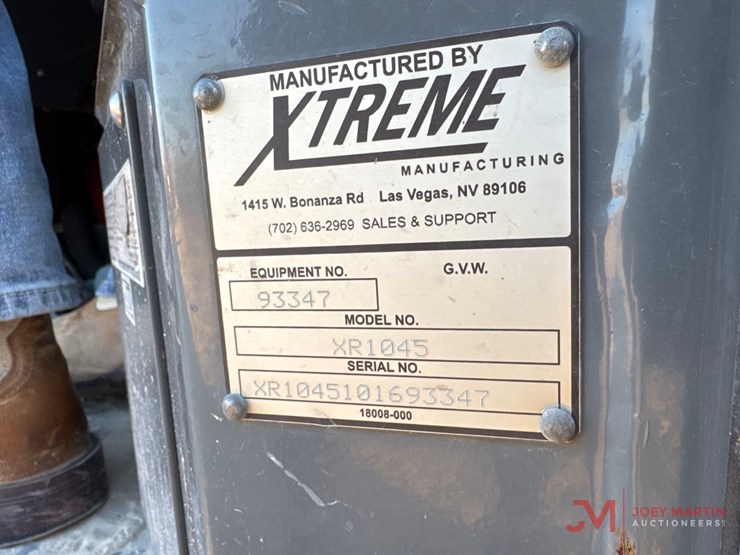 MANUFACTURED BY
XTREME
MANUFACTURING
1415 W. Bonanza Rd Las Vegas, NV 89106
(702) 636-2969 SALES & SUPPORT
EQUIPMENT NO. G.V.W.
93347
MODEL NO.
XR1045
SERIAL NO.
XR1045101693347
18008-000
JM JOEY MARTIN
AUCTIONEERS